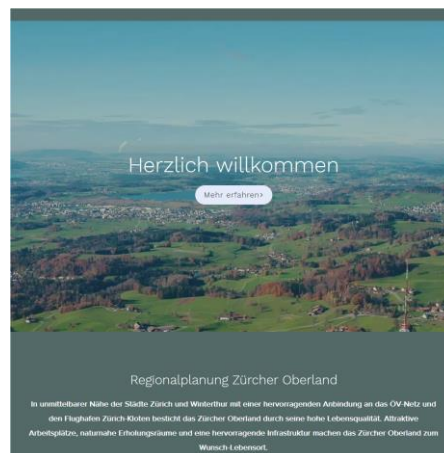 Herzlich willkommen
Mehr erfahren>
Regionalplanung Zürcher Oberland
In unmittelbarer Nähe der Städte Zürich und Winterthur mit einer hervorragenden Anbindung an das ÖV-Netz und
den Flughafen Zürich-Kloten besticht das Zürcher Oberland durch seine hohe Lebensqualität. Attraktive
Arbeitsplätze, naturnahe Erholungsräume und eine hervorragende Infrastruktur machen das Zürcher Oberland zum
Wunsch-Lebensort.